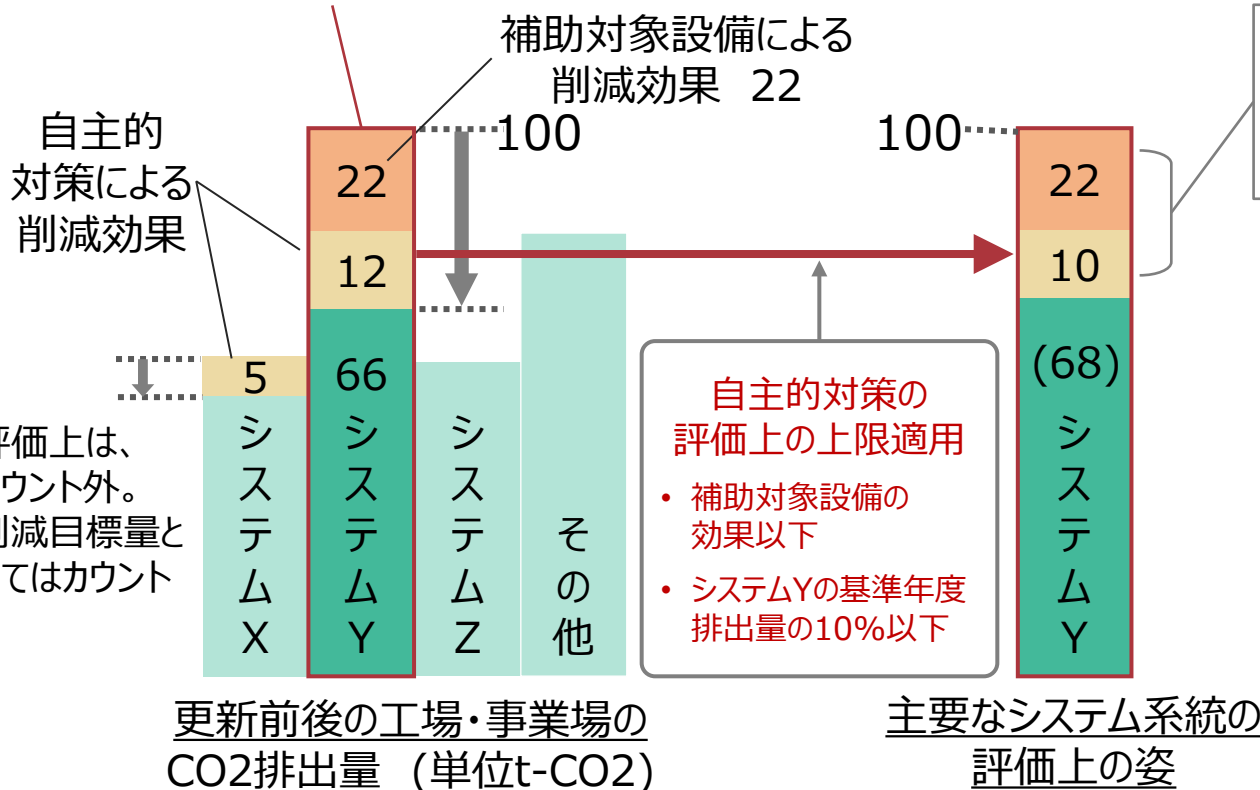 補助対象設備による
削減効果 22
自主的
対策による
削減効果
100
100
22
12
66
5
22
10
(68)
評価上は、
ウント外。
削減目標量と
てはカウント
システムX
システムY
システムZ
その他
自主的対策の
評価上の上限適用
• 補助対象設備の
効果以下
• システムYの基準年度
排出量の10%以下
システムY
更新前後の工場・事業場の
CO2排出量 (単位t-CO2)
主要なシステム系統の
評価上の姿